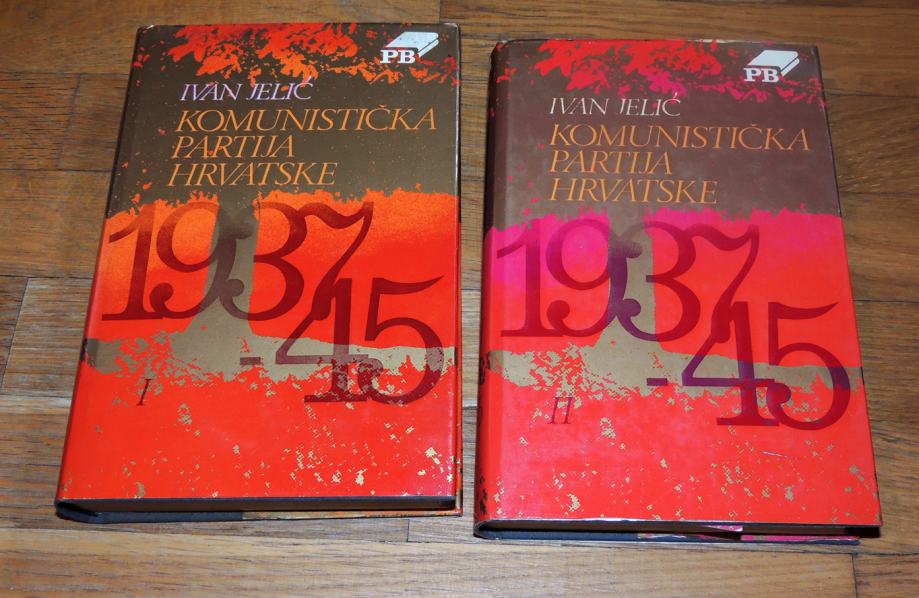 PB
IVAN JELIĆ
KOMUNISTIČKA
PARTIJA
HRVATSKE
1937
-45
I
PB
IVAN JELIĆ
KOMUNISTIČKA
PARTIJA
HRVATSKE
1937
-45
II